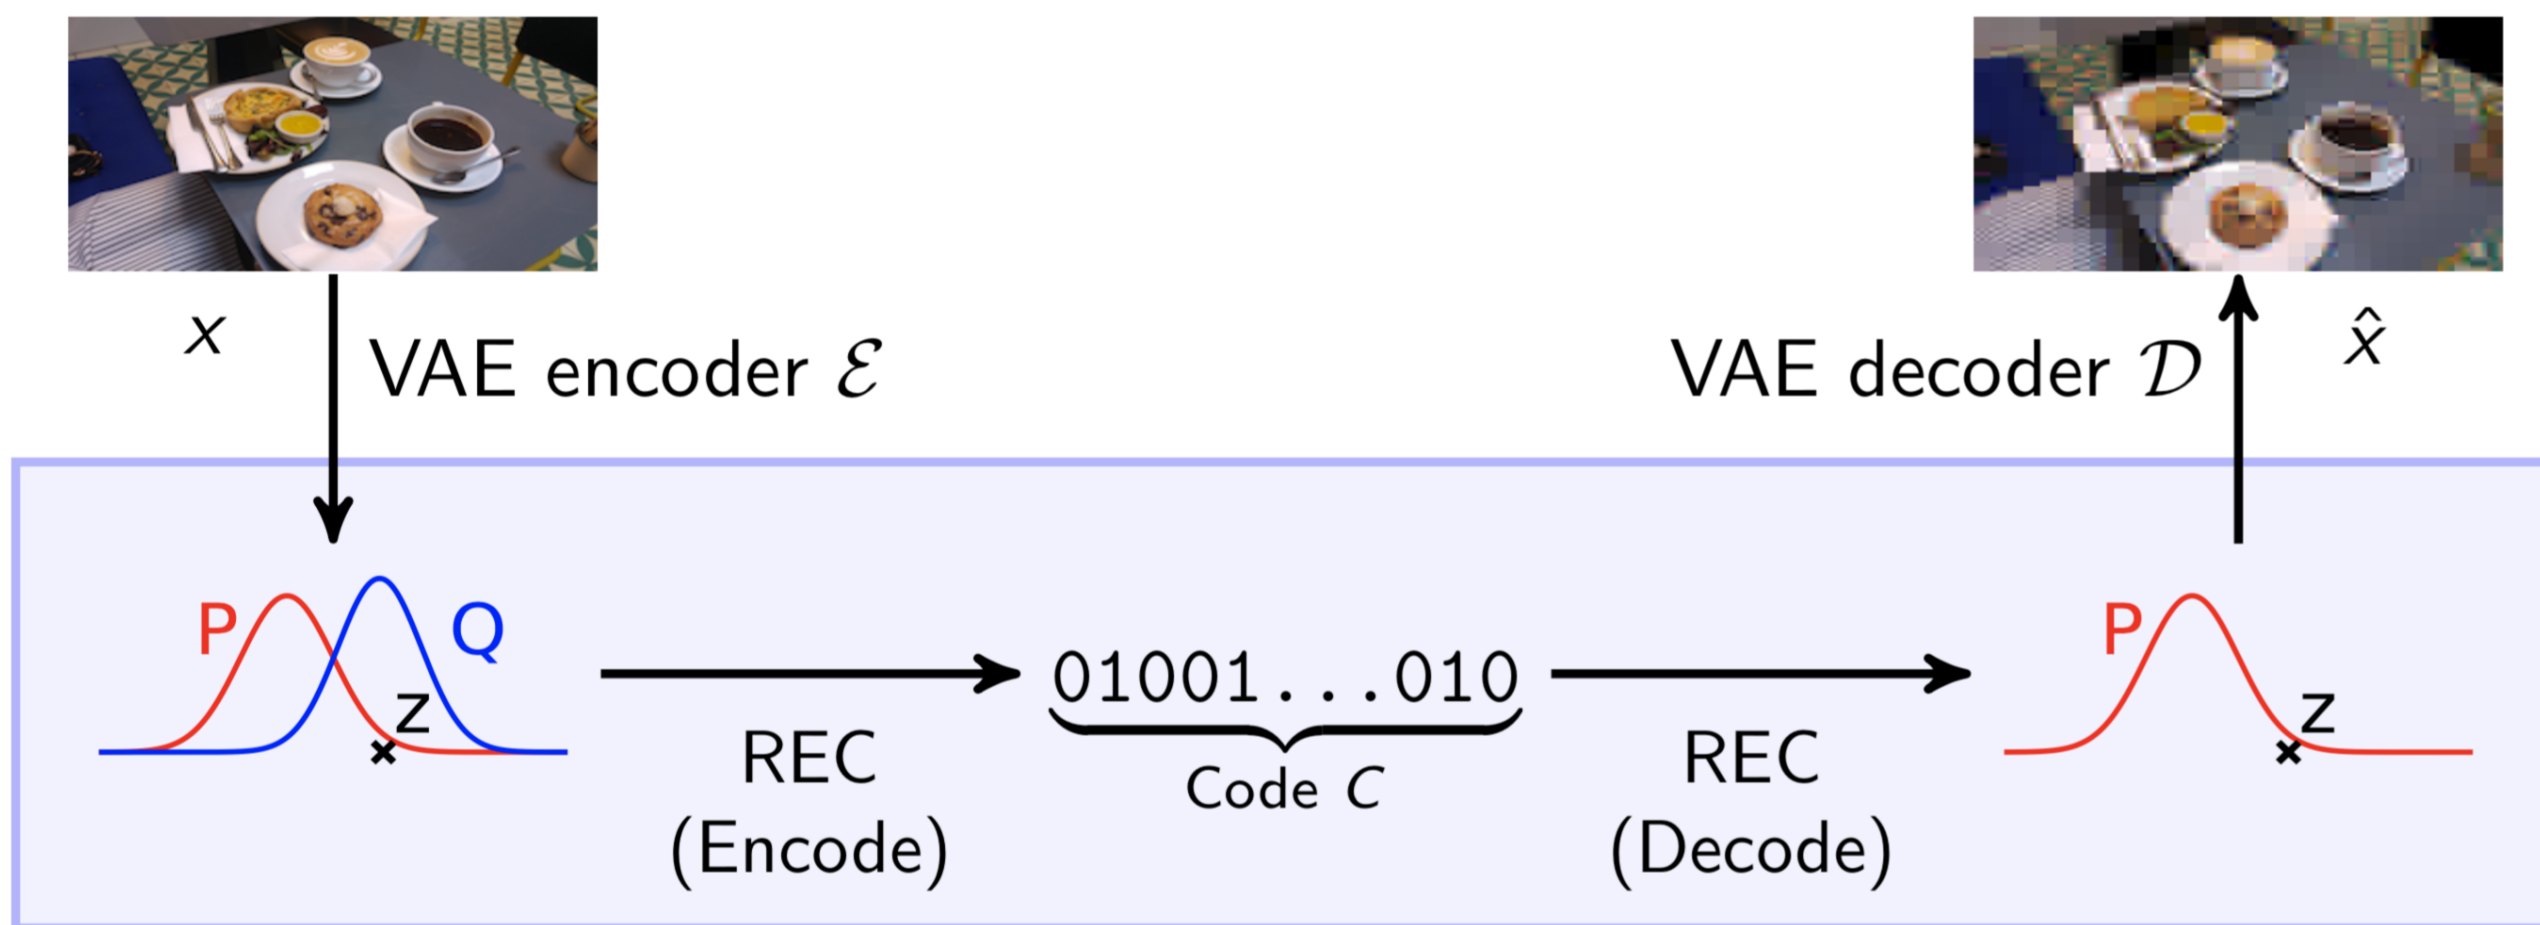 x
VAE encoder ℰ
VAE decoder 𝒟
x̂
P
Q
z
REC
(Encode)
01001...010
Code C
REC
(Decode)
P
z